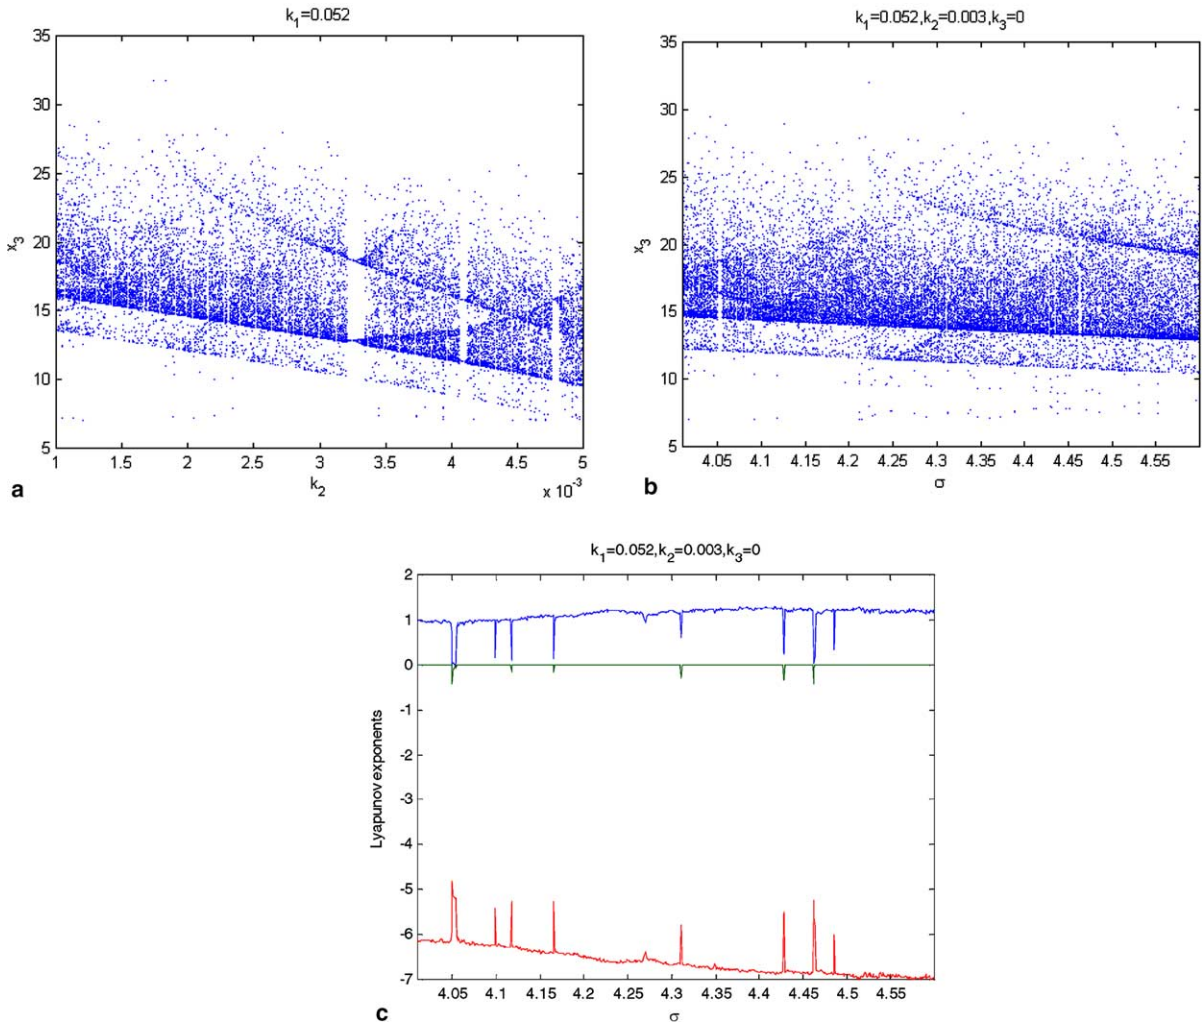 k1=0.052
35
30
25
20
15
10
5
x3
1 1.5 2 2.5 3 3.5 4 4.5 5
k2
x 10-3
a
k1=0.052,k2=0.003,k3=0
35
30
25
20
15
10
5
x3
4.05 4.1 4.15 4.2 4.25 4.3 4.35 4.4 4.45 4.5 4.55
σ
b
k1=0.052,k2=0.003,k3=0
2
1
0
-1
-2
-3
-4
-5
-6
-7
Lyapunov exponents
4.05 4.1 4.15 4.2 4.25 4.3 4.35 4.4 4.45 4.5 4.55
σ
c